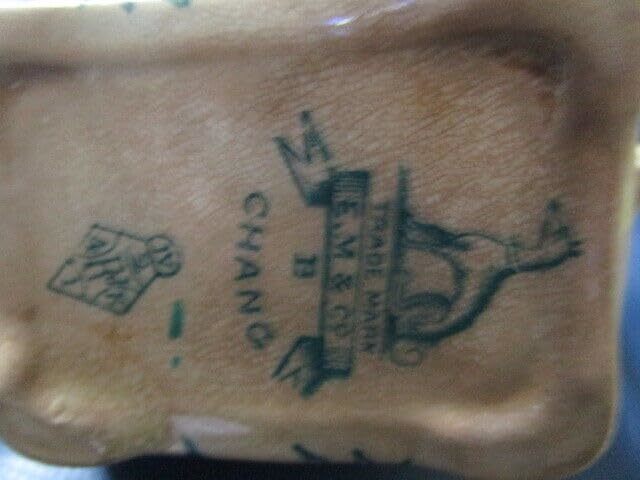 TRADE MARK
E.M & CO
B
CHANG